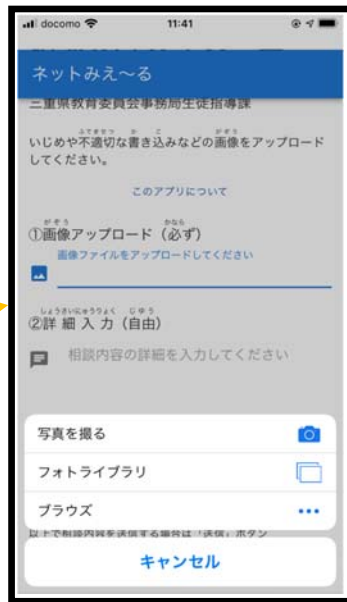 docomo 11:41
ネットみえ～る
三重県教育委員会事務局生徒指導課
いじめや不適切な書き込みなどの画像をアップロード
してください。
このアプリについて
①画像アップロード（必ず）
画像ファイルをアップロードしてください
②詳細入力（自由）
相談内容の詳細を入力してください
写真を撮る
フォトライブラリ
ブラウズ
以上で相談内容を送信する場合は「送信」ボタン
キャンセル